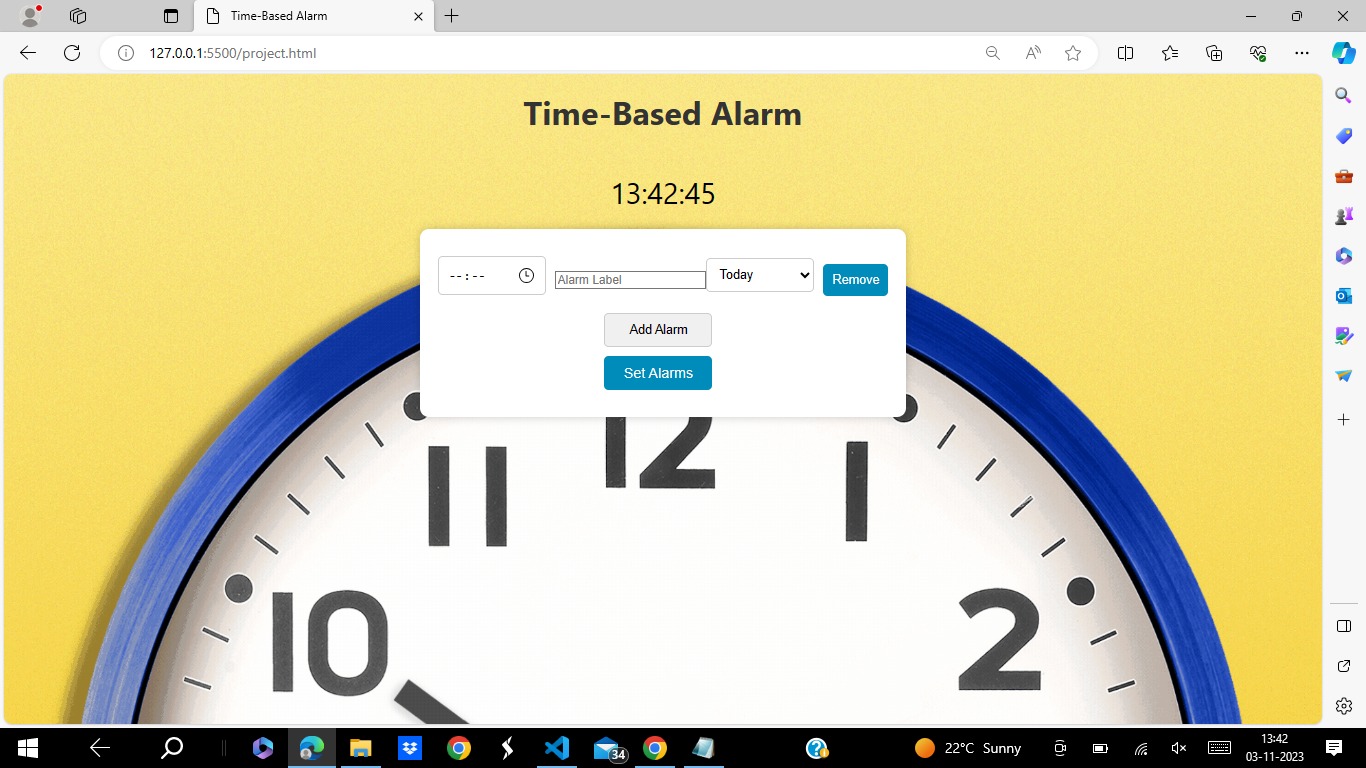 Time-Based Alarm
127.0.0.1:5500/project.html
Time-Based Alarm
13:42:45
--:--
Alarm Label
Today
Remove
Add Alarm
Set Alarms
12
11
1
10
2
34
22°C Sunny
13:42
03-11-2023